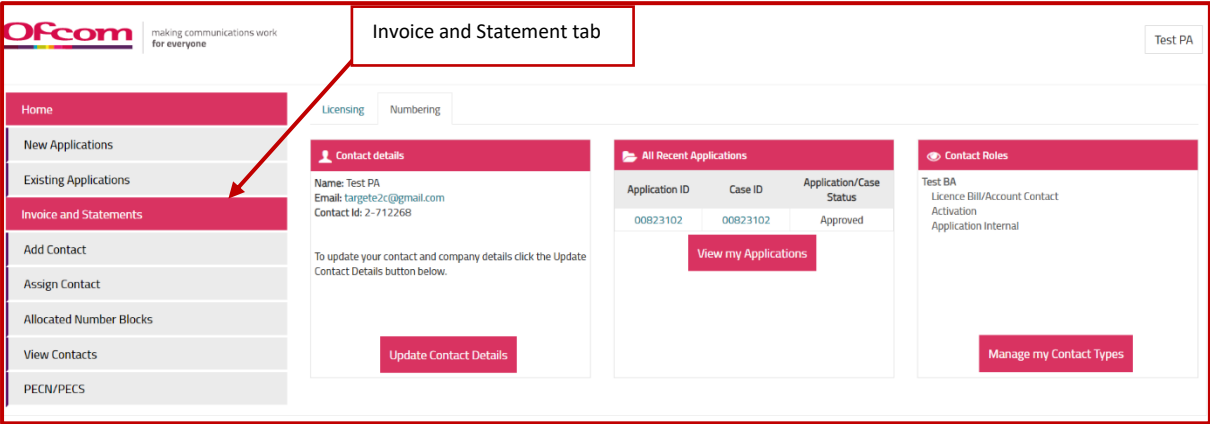 Ofcom
making communications work
for everyone
Invoice and Statement tab
Test PA
Home
New Applications
Existing Applications
Invoice and Statements
Add Contact
Assign Contact
Allocated Number Blocks
View Contacts
PECN/PECS
Licensing Numbering
Contact details
Name: Test PA
Email: targete2c@gmail.com
Contact Id: 2-712268
To update your contact and company details click the Update
Contact Details button below.
Update Contact Details
All Recent Applications
Application ID Case ID Application/Case
Status
00823102 00823102 Approved
View my Applications
Contact Roles
Test BA
Licence Bill/Account Contact
Activation
Application Internal
Manage my Contact Types